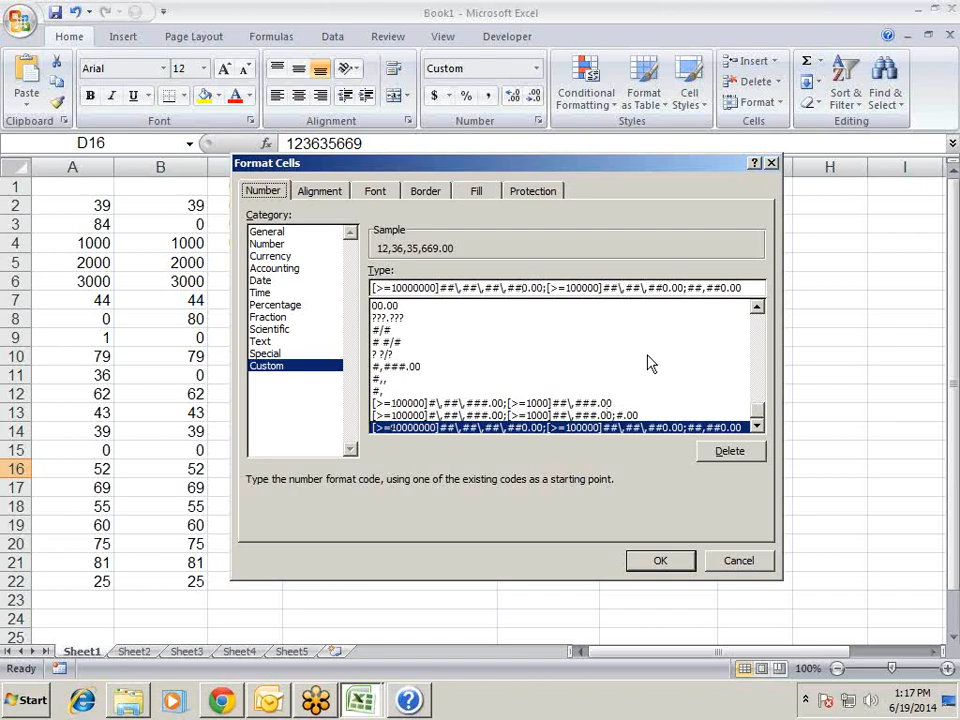 Book1 - Microsoft Excel
Home Insert Page Layout Formulas Data Review View Developer
Paste
Arial 12
Custom
Conditional Formatting
Format as Table
Cell Styles
Insert
Delete
Format
Sort & Filter
Find & Select
Clipboard Font Alignment Number Styles Cells Editing
D16 fx 123635669
A B H I
1
2 39 39
3 84 0
4 1000 1000
5 2000 2000
6 3000 3000
7 44 44
8 0 80
9 1 0
10 79 79
11 36 0
12 62 62
13 43 43
14 39 39
15 0 0
16 52 52
17 69 69
18 55 55
19 60 60
20 75 75
21 81 81
22 25 25
23
24
25
Format Cells
Number Alignment Font Border Fill Protection
Category:
General
Number
Currency
Accounting
Date
Time
Percentage
Fraction
Scientific
Text
Special
Custom
Sample
12,36,35,669.00
Type:
[>=10000000]##\,##\,##\,##0.00;[>=100000]##\,##\,##0.00;##,##0.00
00.00
???.???
#/#
# #/#
? ?/?
#,###.00
#,,
#,
[>=100000]#\,##\,###.00;[>=1000]##\,###.00
[>=100000]#\,##\,###.00;[>=1000]##\,###.00;#.00
[>=10000000]##\,##\,##\,##0.00;[>=100000]##\,##\,##0.00;##,##0.00
Delete
Type the number format code, using one of the existing codes as a starting point.
OK Cancel
Sheet1 Sheet2 Sheet3 Sheet4 Sheet5
Ready 100%
Start
1:17 PM
6/19/2014